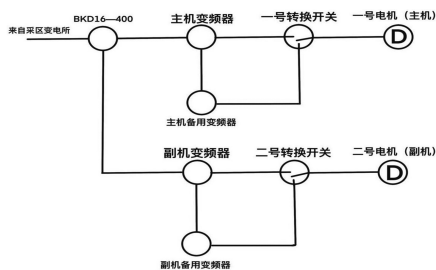 BKD16—400
主机变频器
一号转换开关
一号电机（主机）
来自采区变电所
D
主机备用变频器
副机变频器
二号转换开关
二号电机（副机）
D
副机备用变频器